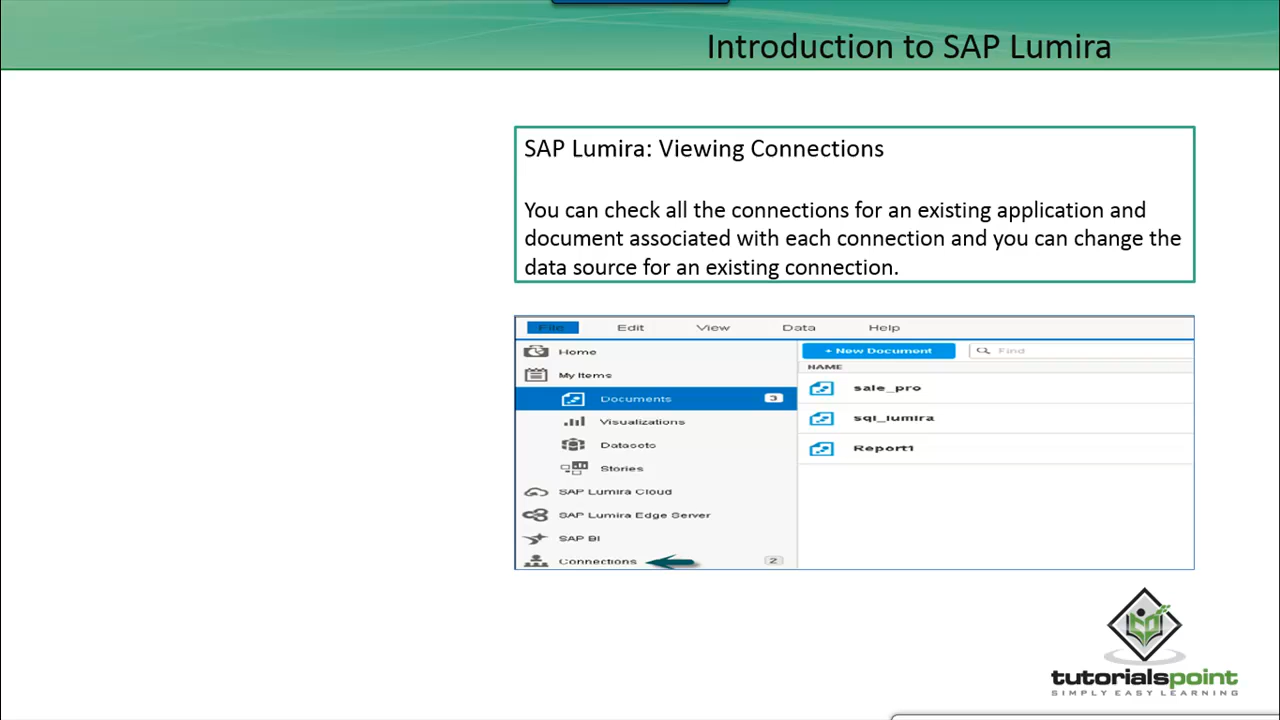 Introduction to SAP Lumira
SAP Lumira: Viewing Connections
You can check all the connections for an existing application and
document associated with each connection and you can change the
data source for an existing connection.
File Edit View Data Help
Home
My Items
Documents 3
Visualizations
Datasets
Stories
SAP Lumira Cloud
SAP Lumira Edge Server
SAP BI
Connections 2
+ New Document Find
NAME
sale_pro
sql_lumira
Report1
tutorialspoint
SIMPLY EASY LEARNING